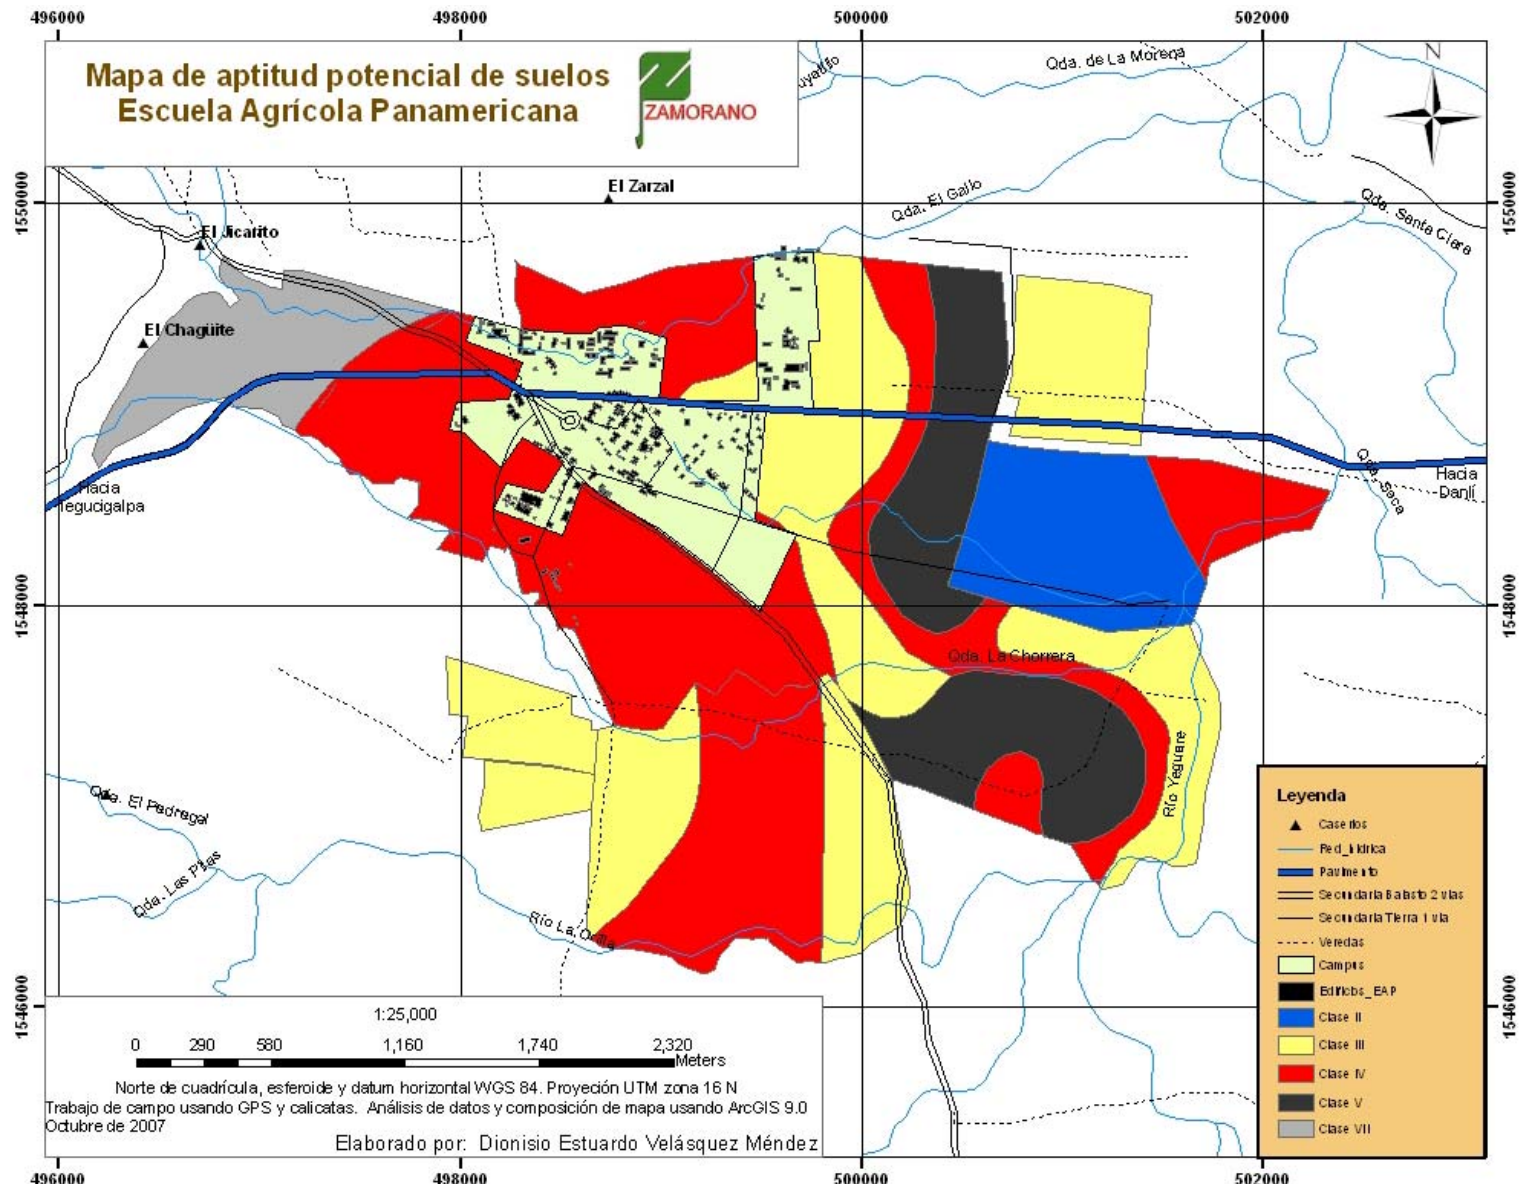 496000
498000
500000
502000
Mapa de aptitud potencial de suelos
Escuela Agrícola Panamericana
ZAMORANO
N
Qda. de La Morena
1550000
1550000
El Zarzal
Qda. El Gallo
Qda. Santa Clara
El Jicarito
El Chagüite
Hacia
Tegucigalpa
Qda. Seca
Hacia
Danlí
1548000
1548000
Qda. La Chorrera
Río Yeguare
Qda. El Pedregal
Qda. Las Pilas
Río La Orilla
1546000
1546000
Leyenda
Caseríos
Red_hídrica
Pavimento
Secundaria Balasto 2 vías
Secundaria Tierra 1 vía
Veredas
Campus
Edificios_EAP
Clase II
Clase III
Clase IV
Clase V
Clase VII
1:25,000
0 290 580 1,160 1,740 2,320
Meters
Norte de cuadrícula, esferoide y datum horizontal WGS 84. Proyeción UTM zona 16 N
Trabajo de campo usando GPS y calicatas. Análisis de datos y composición de mapa usando ArcGIS 9.0
Octubre de 2007
Elaborado por: Dionisio Estuardo Velásquez Méndez
496000
498000
500000
502000